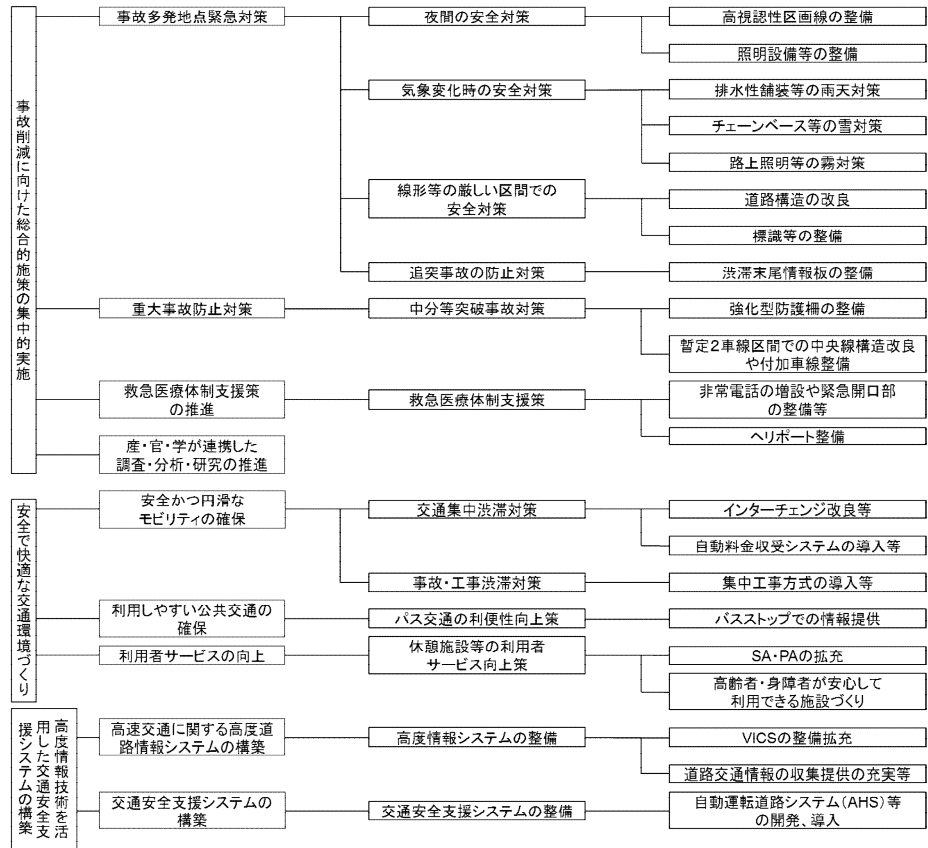 事故削減に向けた総合的施策の集中的実施
事故多発地点緊急対策
夜間の安全対策
高視認性区画線の整備
照明設備等の整備
気象変化時の安全対策
排水性舗装等の雨天対策
チェーンベース等の雪対策
路上照明等の霧対策
線形等の厳しい区間での
安全対策
道路構造の改良
標識等の整備
追突事故の防止対策
渋滞末尾情報板の整備
重大事故防止対策
中分等突破事故対策
強化型防護柵の整備
暫定2車線区間での中央線構造改良
や付加車線整備
救急医療体制支援策
の推進
救急医療体制支援策
非常電話の増設や緊急開口部
の整備等
ヘリポート整備
産・官・学が連携した
調査・分析・研究の推進
安全で快適な交通環境づくり
安全かつ円滑な
モビリティの確保
交通集中渋滞対策
インターチェンジ改良等
自動料金収受システムの導入等
事故・工事渋滞対策
集中工事方式の導入等
利用しやすい公共交通の
確保
バス交通の利便性向上策
バスストップでの情報提供
利用者サービスの向上
休憩施設等の利用者
サービス向上策
SA・PAの拡充
高齢者・身障者が安心して
利用できる施設づくり
高度情報技術を活
用した交通安全支
援システムの構築
高速交通に関する高度道
路情報システムの構築
高度情報システムの整備
VICSの整備拡充
道路交通情報の収集提供の充実等
交通安全支援システムの
構築
交通安全支援システムの整備
自動運転道路システム(AHS)等
の開発、導入